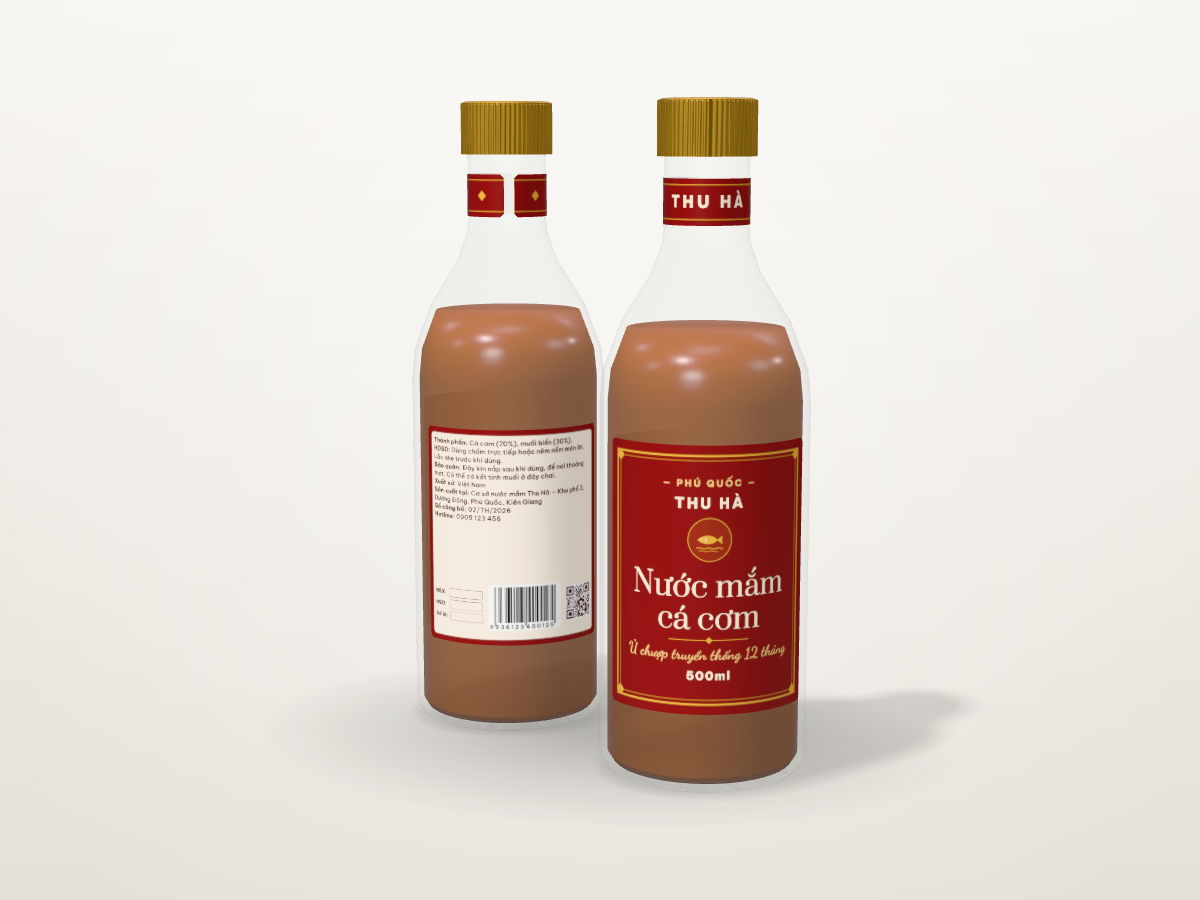 Thành phần: Cá cơm (70%), muối biển (30%).
HDSD: Dùng chấm trực tiếp hoặc nêm nếm món ăn.
Lắc nhẹ trước khi dùng.
Bảo quản: Đậy kín nắp sau khi dùng, để nơi thoáng
mát. Có thể có kết tinh muối ở đáy chai.
Xuất xứ: Việt Nam
Sản xuất tại: Cơ sở nước mắm Thu Hà – Khu phố 3,
Dương Đông, Phú Quốc, Kiên Giang
Số công bố: 02/TH/2026
Hotline: 0909 123 456
NSX:
HSD:
Số lô:
8936123400125
THU HÀ
– PHÚ QUỐC –
THU HÀ
Nước mắm
cá cơm
Ủ chượp truyền thống 12 tháng
500ml